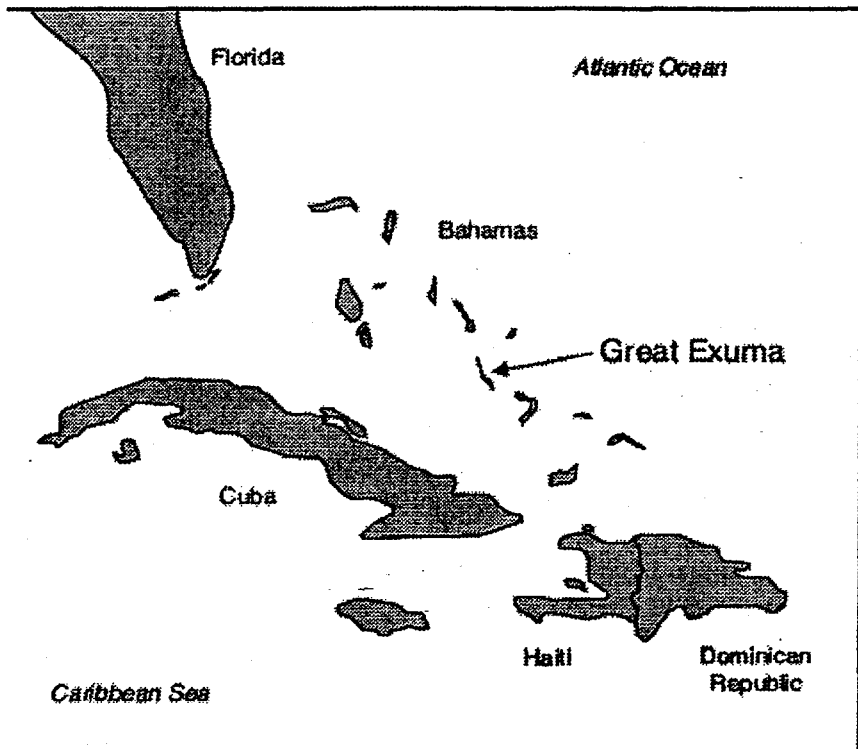 Florida
Atlantic Ocean
Bahamas
Great Exuma
Cuba
Haiti
Dominican
Republic
Caribbean Sea